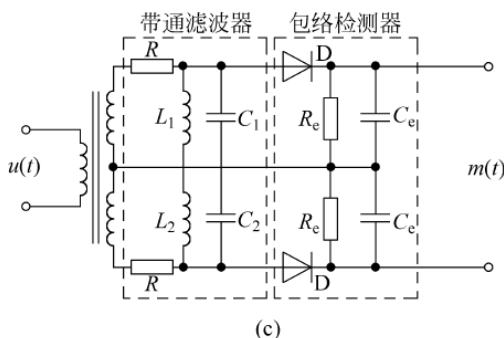 带通滤波器 包络检测器
R D
L₁ C₁ Rₑ Cₑ
u(t) m(t)
L₂ C₂ Rₑ Cₑ
R D
(c)